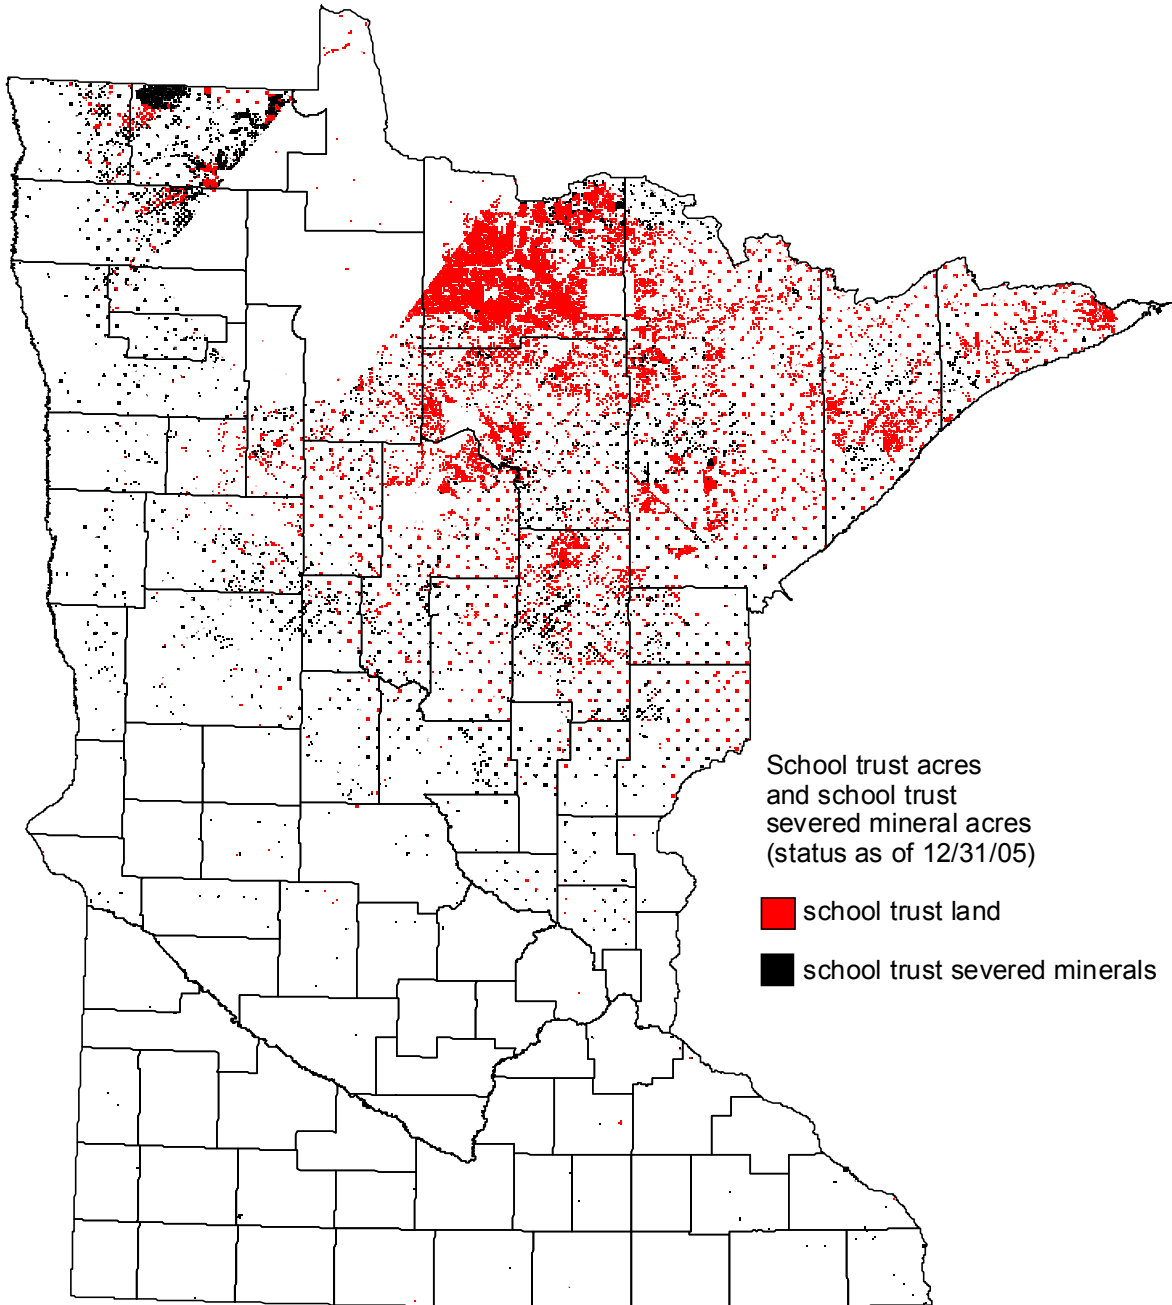 School trust acres
and school trust
severed mineral acres
(status as of 12/31/05)
school trust land
school trust severed minerals